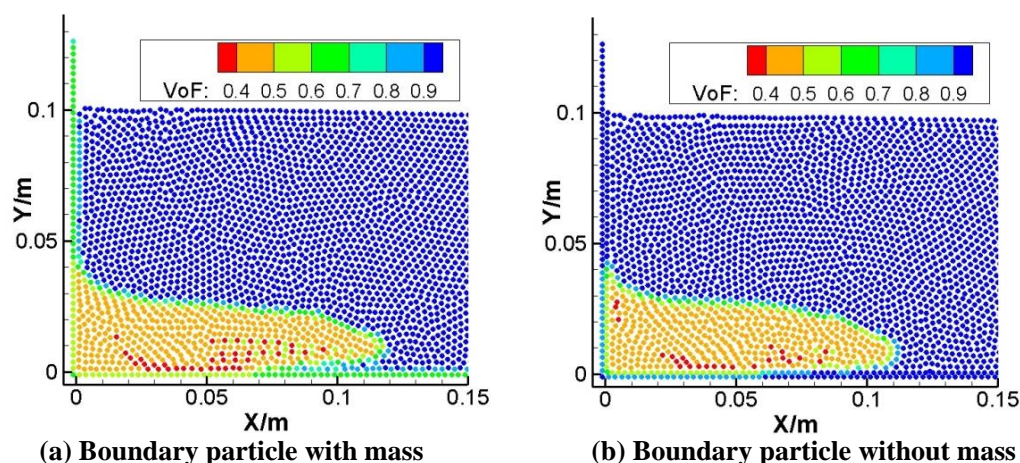 VoF: 0.4 0.5 0.6 0.7 0.8 0.9
Y/m
0.1
0.05
0
0 0.05 0.1 0.15
X/m
(a) Boundary particle with mass
VoF: 0.4 0.5 0.6 0.7 0.8 0.9
Y/m
0.1
0.05
0
0 0.05 0.1 0.15
X/m
(b) Boundary particle without mass